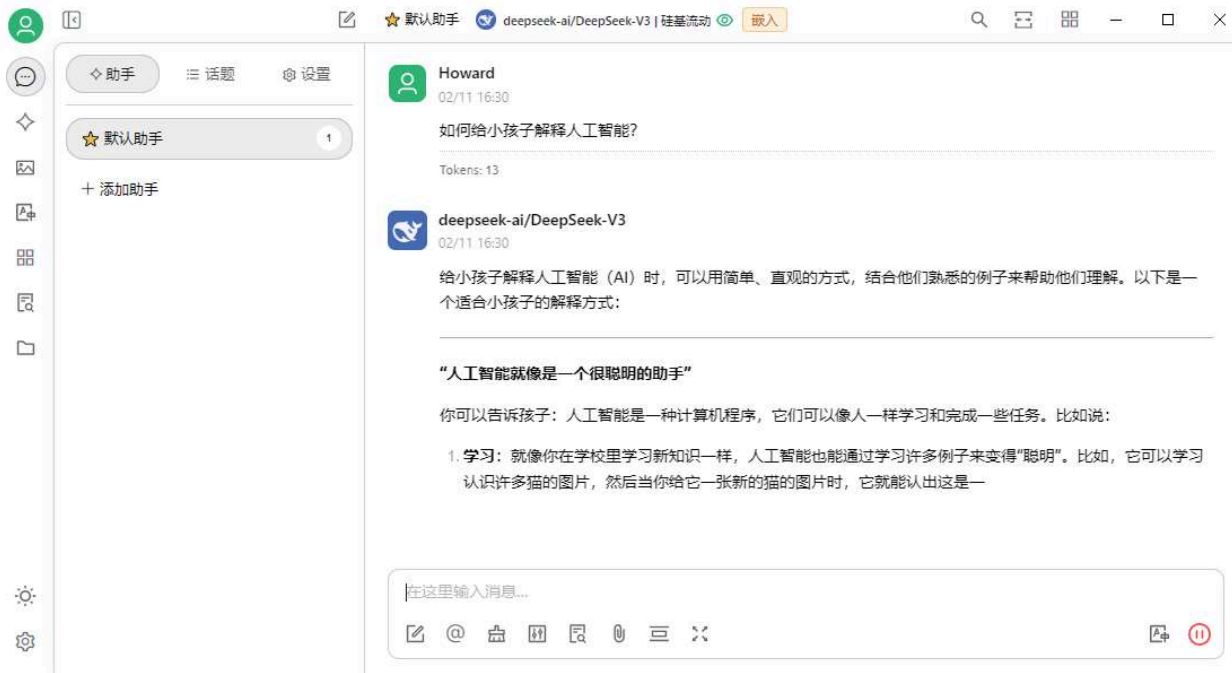 默认助手
deepseek-ai/DeepSeek-V3 | 硅基流动
嵌入
助手
话题
设置
默认助手
1
添加助手
Howard
02/11 16:30
如何给小孩子解释人工智能?
Tokens: 13
deepseek-ai/DeepSeek-V3
02/11 16:30
给小孩子解释人工智能（AI）时，可以用简单、直观的方式，结合他们熟悉的例子来帮助他们理解。以下是一
个适合小孩子的解释方式：
“人工智能就像是一个很聪明的助手”
你可以告诉孩子：人工智能是一种计算机程序，它们可以像人一样学习和完成一些任务。比如说：
1. 学习：就像你在学校里学习新知识一样，人工智能也能通过学习许多例子来变得“聪明”。比如，它可以学习
认识许多猫的图片，然后当你给它一张新的猫的图片时，它就能认出这是一
在这里输入消息...